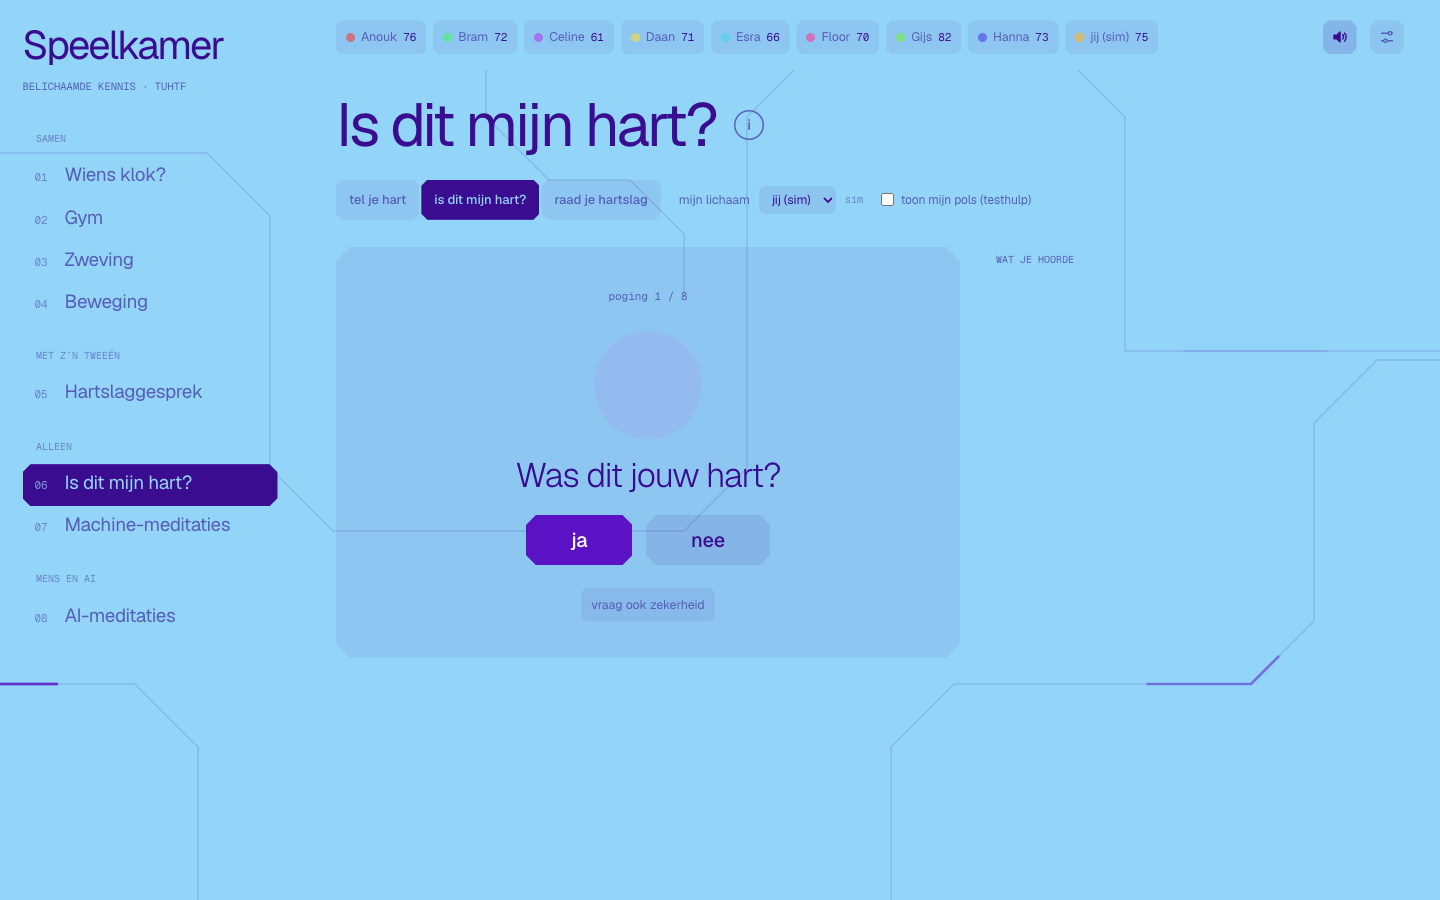 Speelkamer
BELICHAAMDE KENNIS · TUHTF
SAMEN
01 Wiens klok?
02 Gym
03 Zweving
04 Beweging
MET Z'N TWEEËN
05 Hartslaggesprek
ALLEEN
06 Is dit mijn hart?
07 Machine-meditaties
MENS EN AI
08 AI-meditaties
Anouk 76 Bram 72 Celine 61 Daan 71 Esra 66 Floor 70 Gijs 82 Hanna 73 jij (sim) 75
Is dit mijn hart? i
tel je hart is dit mijn hart? raad je hartslag mijn lichaam jij (sim) sim toon mijn pols (testhulp)
poging 1 / 8
Was dit jouw hart?
ja nee
vraag ook zekerheid
WAT JE HOORDE